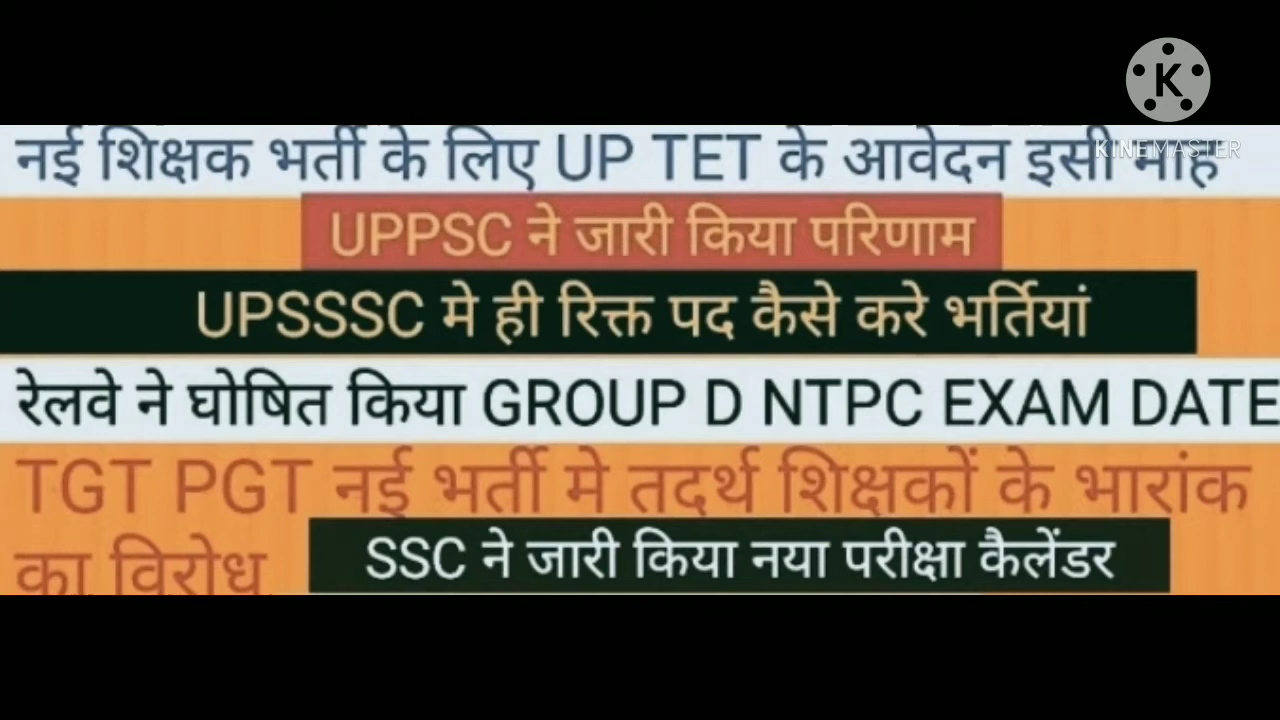 K
KINEMASTER
नई शिक्षक भर्ती के लिए UP TET के आवेदन इसी माह
UPPSC ने जारी किया परिणाम
UPSSSC मे ही रिक्त पद कैसे करे भर्तियां
रेलवे ने घोषित किया GROUP D NTPC EXAM DATE
TGT PGT नई भर्ती मे तदर्थ शिक्षकों के भारांक
का विरोध
SSC ने जारी किया नया परीक्षा कैलेंडर